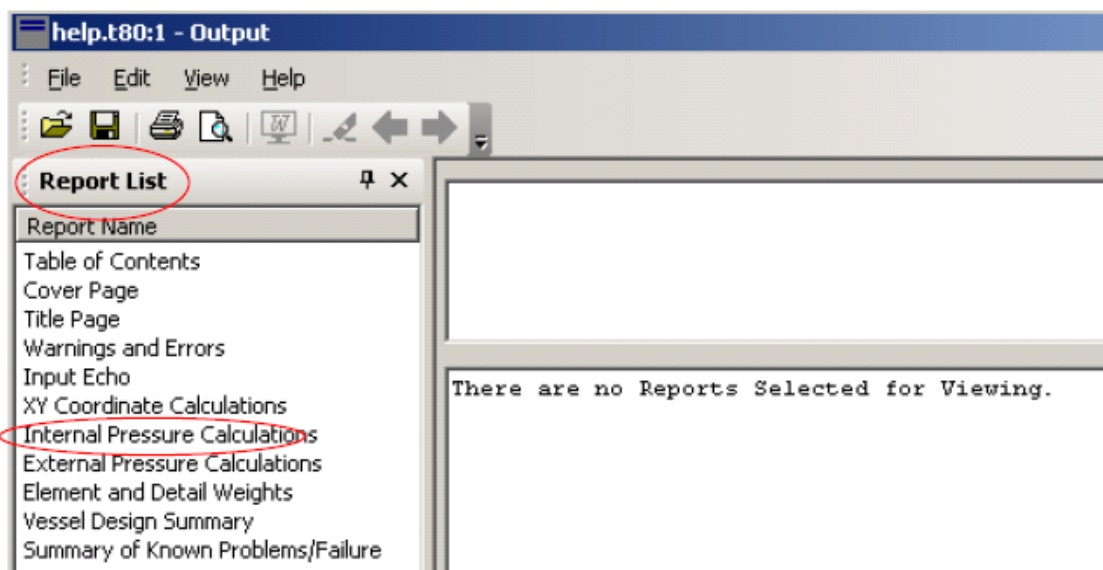 help.t80:1 - Output
File Edit View Help
W
Report List
Report Name
Table of Contents
Cover Page
Title Page
Warnings and Errors
Input Echo
XY Coordinate Calculations
Internal Pressure Calculations
External Pressure Calculations
Element and Detail Weights
Vessel Design Summary
Summary of Known Problems/Failure
There are no Reports Selected for Viewing.